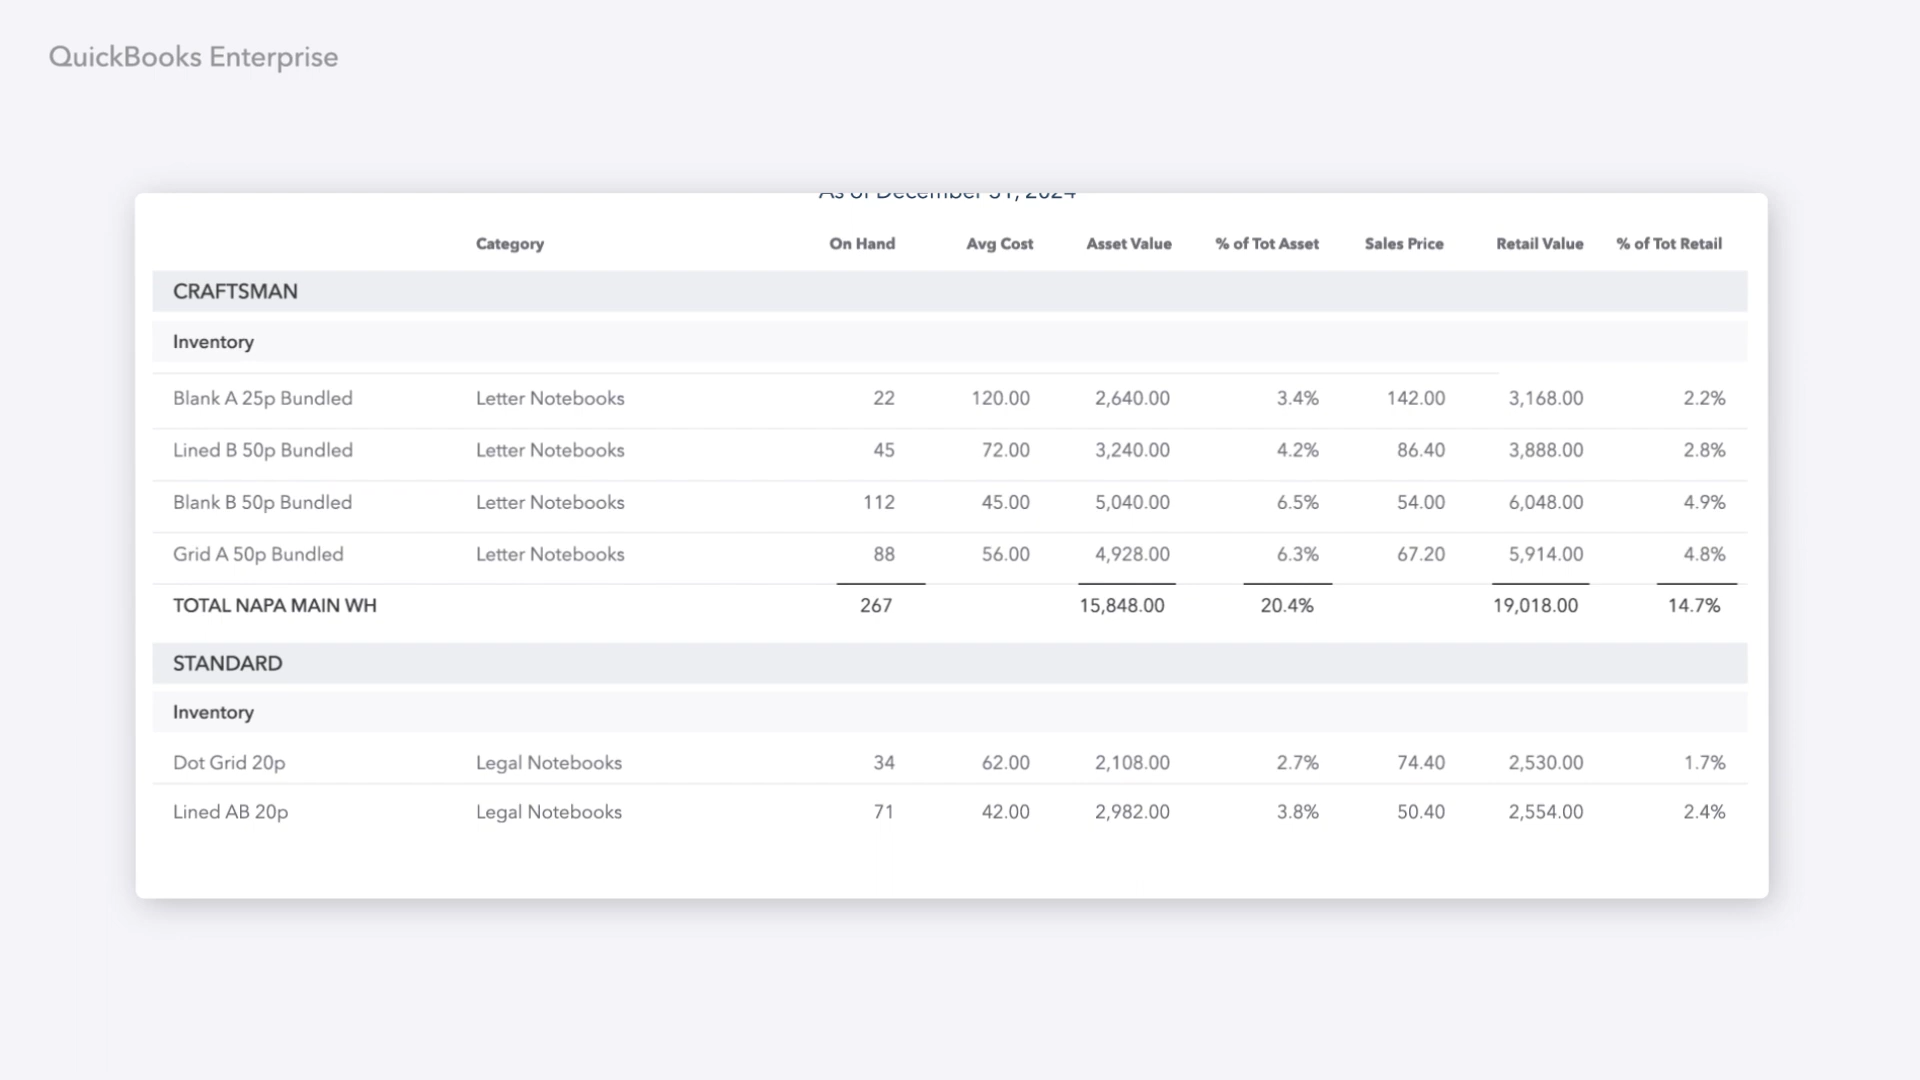 QuickBooks Enterprise
As of December 31, 2024
Category On Hand Avg Cost Asset Value % of Tot Asset Sales Price Retail Value % of Tot Retail
CRAFTSMAN
Inventory
Blank A 25p Bundled Letter Notebooks 22 120.00 2,640.00 3.4% 142.00 3,168.00 2.2%
Lined B 50p Bundled Letter Notebooks 45 72.00 3,240.00 4.2% 86.40 3,888.00 2.8%
Blank B 50p Bundled Letter Notebooks 112 45.00 5,040.00 6.5% 54.00 6,048.00 4.9%
Grid A 50p Bundled Letter Notebooks 88 56.00 4,928.00 6.3% 67.20 5,914.00 4.8%
TOTAL NAPA MAIN WH 267 15,848.00 20.4% 19,018.00 14.7%
STANDARD
Inventory
Dot Grid 20p Legal Notebooks 34 62.00 2,108.00 2.7% 74.40 2,530.00 1.7%
Lined AB 20p Legal Notebooks 71 42.00 2,982.00 3.8% 50.40 2,554.00 2.4%